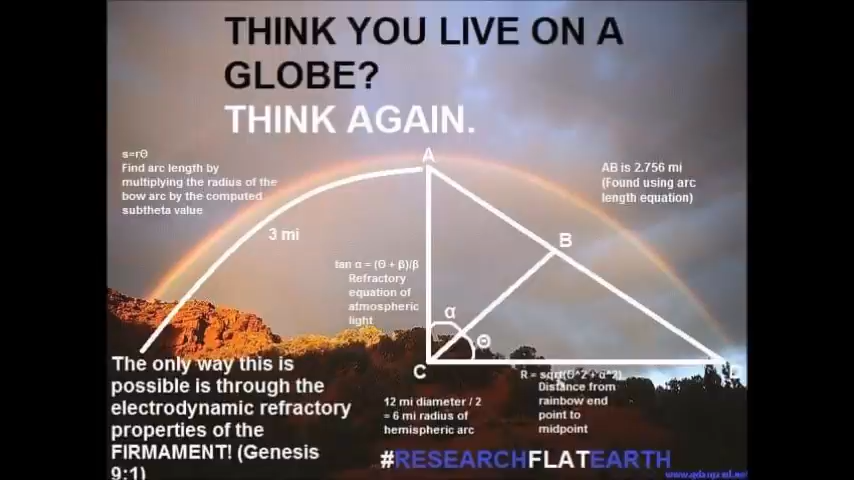 THINK YOU LIVE ON A
GLOBE?
THINK AGAIN.
s=rΘ
Find arc length by
multiplying the radius of the
bow arc by the computed
subtheta value
A
AB is 2.756 mi
(Found using arc
length equation)
3 mi
B
tan α = (Θ + β)/β
Refractory
equation of
atmospheric
light
α
Θ
C
The only way this is
possible is through the
electrodynamic refractory
properties of the
FIRMAMENT! (Genesis
9:1)
12 mi diameter / 2
= 6 mi radius of
hemispheric arc
R = sqrt(Θ^2 + α^2)
Distance from
rainbow end
point to
midpoint
#RESEARCHFLATEARTH